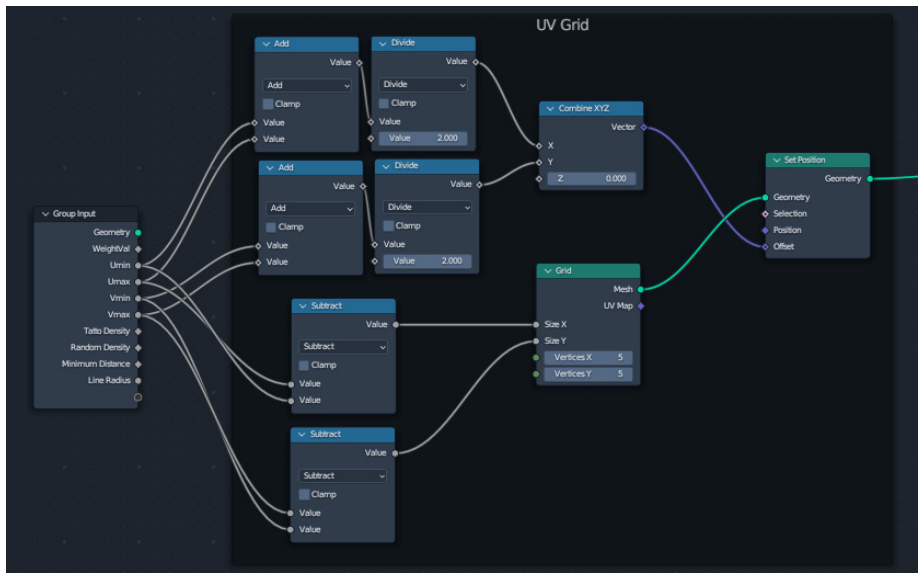 UV Grid
Add
Value
Add
Clamp
Value
Value
Divide
Value
Divide
Clamp
Value
Value 2.000
Add
Value
Add
Clamp
Value
Value
Divide
Value
Divide
Clamp
Value
Value 2.000
Combine XYZ
Vector
X
Y
Z 0.000
Set Position
Geometry
Geometry
Selection
Position
Offset
Group Input
Geometry
WeightVal
Umin
Umax
Vmin
Vmax
Tatto Density
Random Density
Minimum Distance
Line Radius
Subtract
Value
Subtract
Clamp
Value
Value
Grid
Mesh
UV Map
Size X
Size Y
Vertices X 5
Vertices Y 5
Subtract
Value
Subtract
Clamp
Value
Value